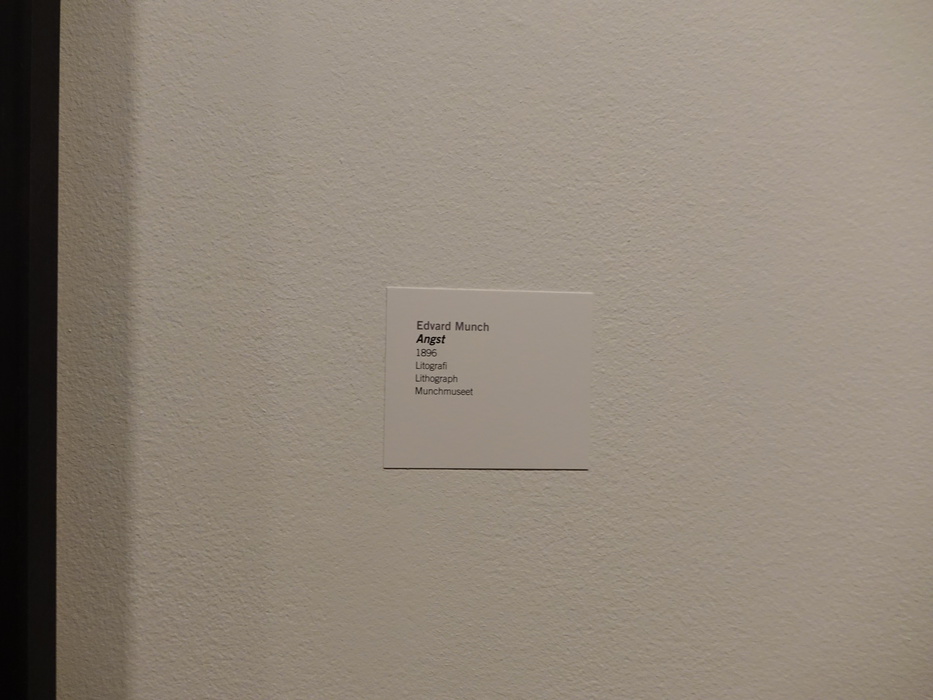 Edvard Munch
Angst
1896
Litografi
Lithograph
Munchmuseet